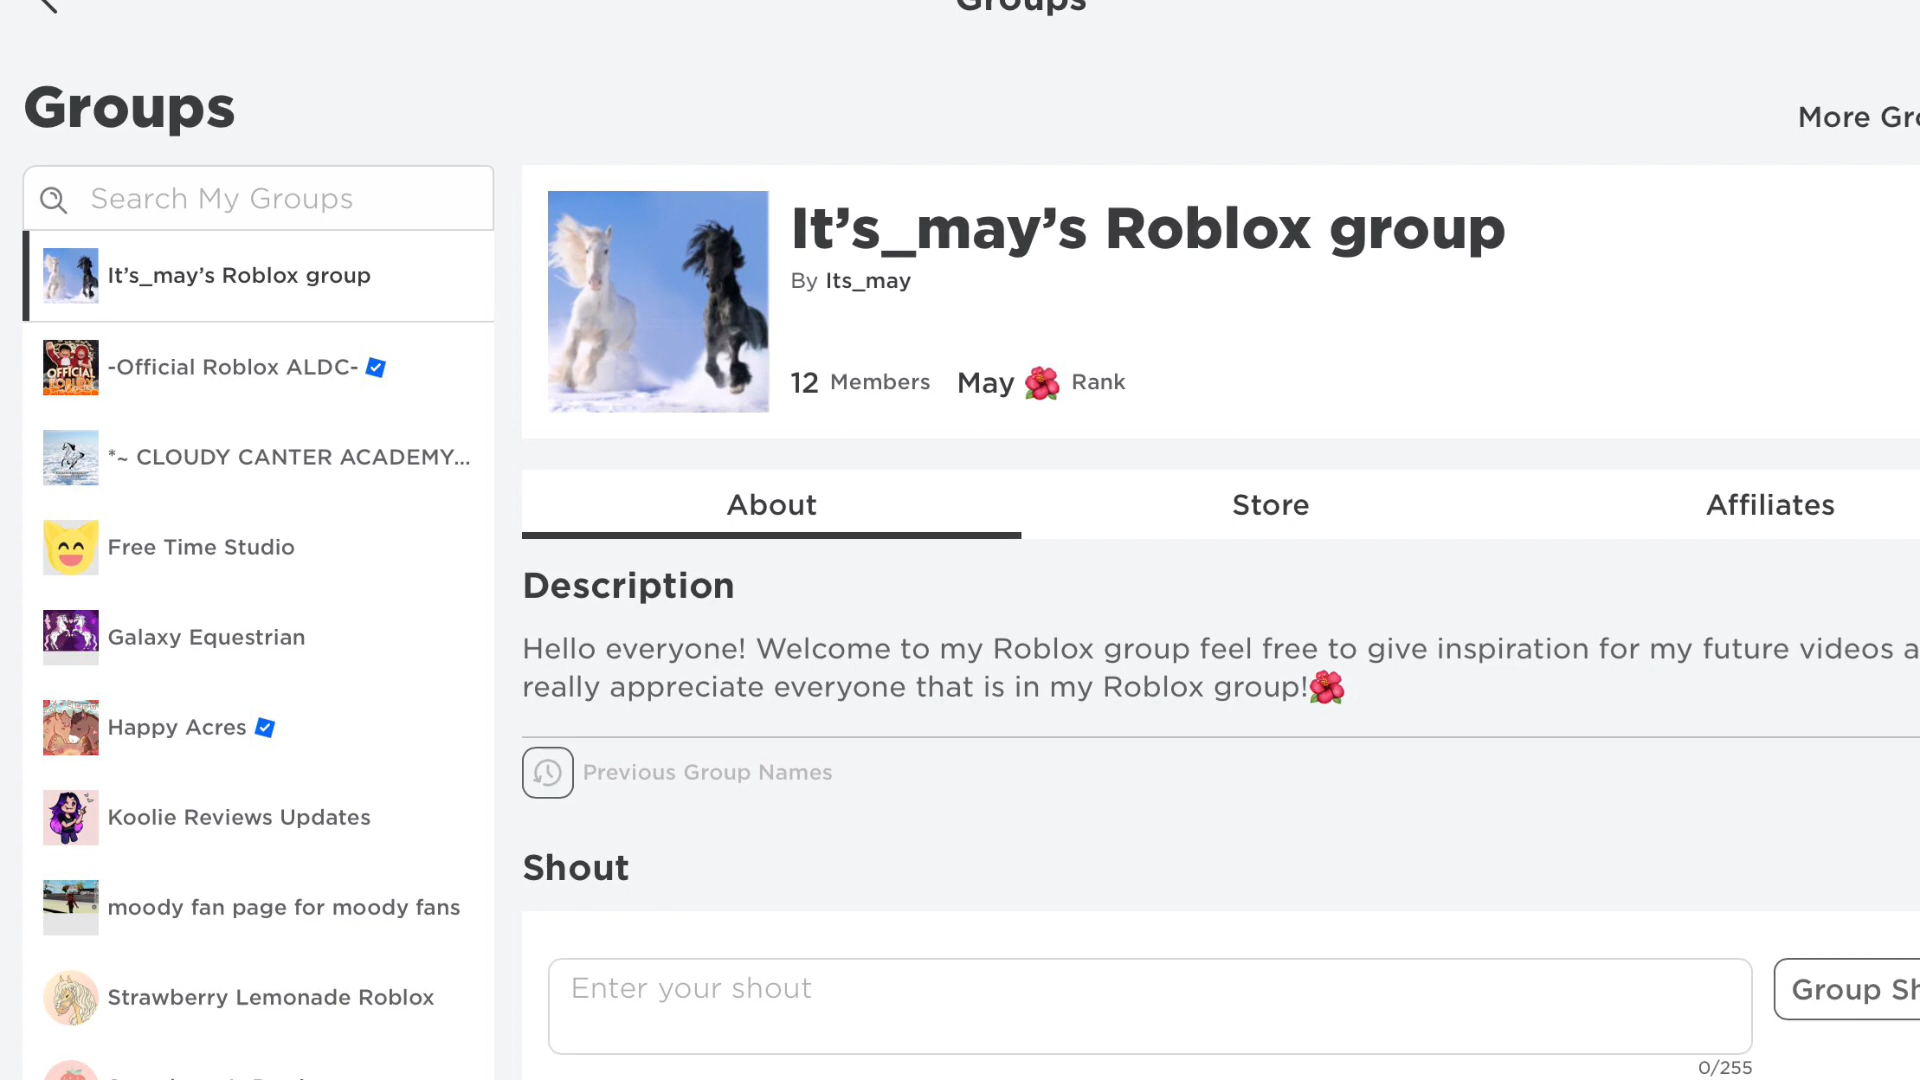 Groups
Groups
More Gro
Search My Groups
It’s_may’s Roblox group
-Official Roblox ALDC-
*~ CLOUDY CANTER ACADEMY...
Free Time Studio
Galaxy Equestrian
Happy Acres
Koolie Reviews Updates
moody fan page for moody fans
Strawberry Lemonade Roblox
It’s_may’s Roblox group
By Its_may
12 Members May 🌺 Rank
About Store Affiliates
Description
Hello everyone! Welcome to my Roblox group feel free to give inspiration for my future videos a
really appreciate everyone that is in my Roblox group!🌺
Previous Group Names
Shout
Enter your shout
Group Sh
0/255